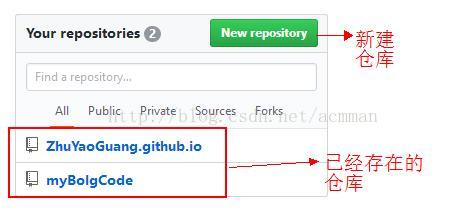 Your repositories 2 New repository
新建
仓库
Find a repository...
All Public Private Sources Forks
http://blog.csdn.net/acmman
ZhuYaoGuang.github.io
已经存在的
仓库
myBolgCode